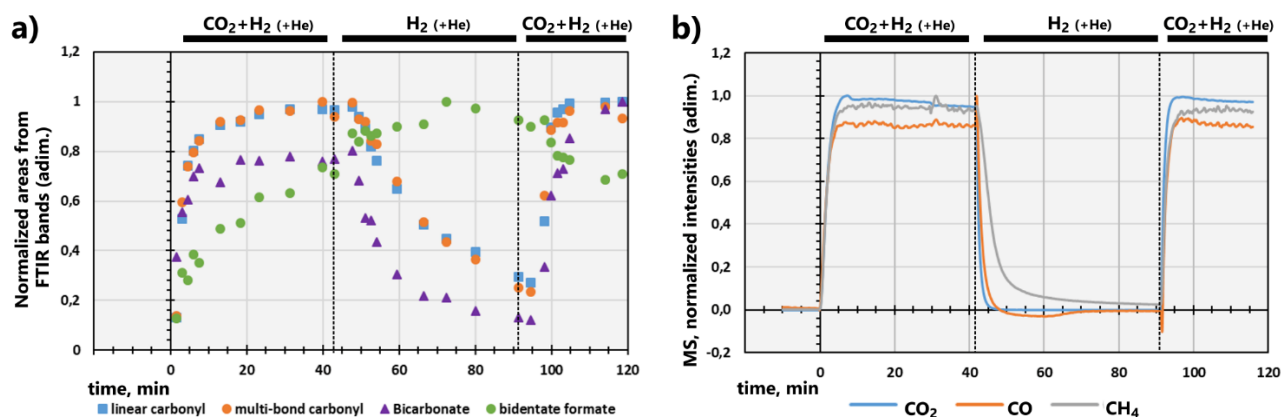 a)
CO₂+H₂ (+He)
H₂ (+He)
CO₂+H₂ (+He)
Normalized areas from
FTIR bands (adim.)
1,2
1
0,8
0,6
0,4
0,2
0
0
20
40
60
80
100
120
time, min
linear carbonyl
multi-bond carbonyl
Bicarbonate
bidentate formate
b)
CO₂+H₂ (+He)
H₂ (+He)
CO₂+H₂ (+He)
MS, normalized intensities (adim.)
1,2
1,0
0,8
0,6
0,4
0,2
0,0
-0,2
-20
0
20
40
60
80
100
120
time, min
CO₂
CO
CH₄